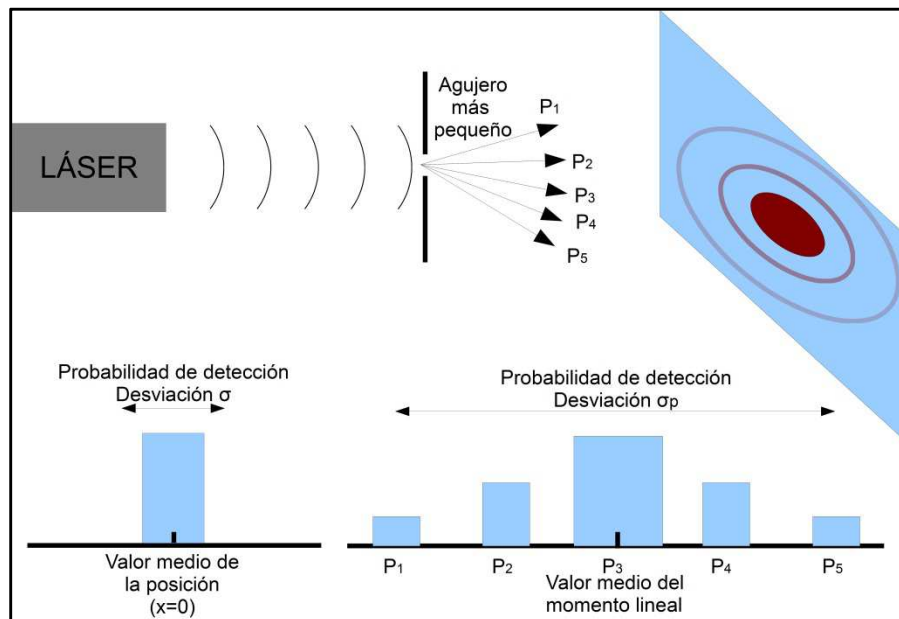 LÁSER
Agujero
más
pequeño
P1
P2
P3
P4
P5
Probabilidad de detección
Desviación σ
Valor medio de
la posición
(x=0)
Probabilidad de detección
Desviación σp
P1 P2 P3 P4 P5
Valor medio del
momento lineal